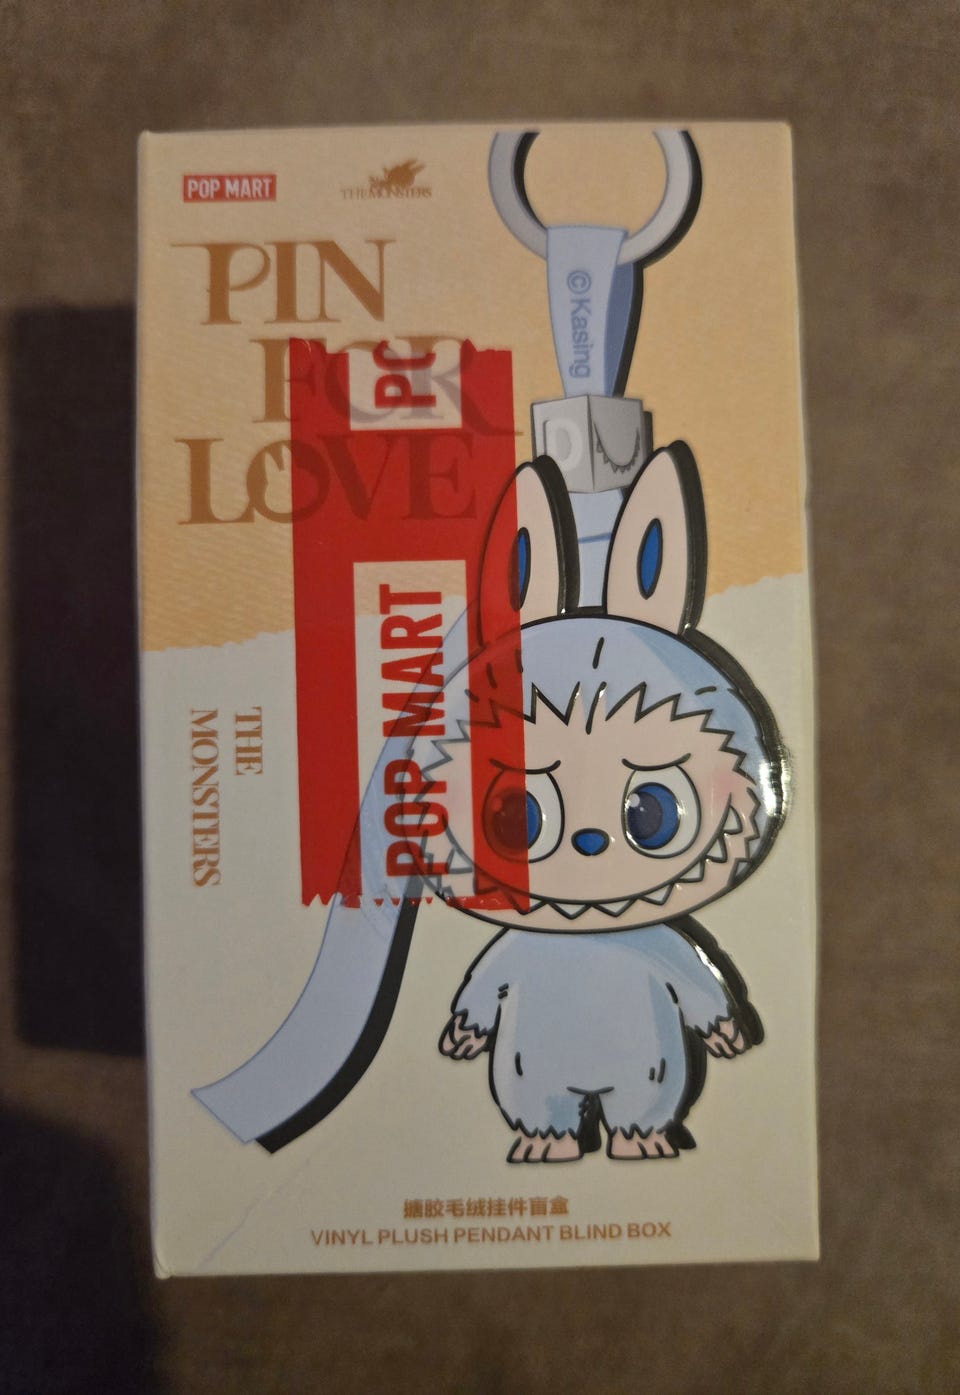 POP MART
THE MONSTERS
PIN
FOR
LOVE
© Kasing
D
PO
POP MART
THE
MONSTERS
搪胶毛绒挂件盲盒
VINYL PLUSH PENDANT BLIND BOX